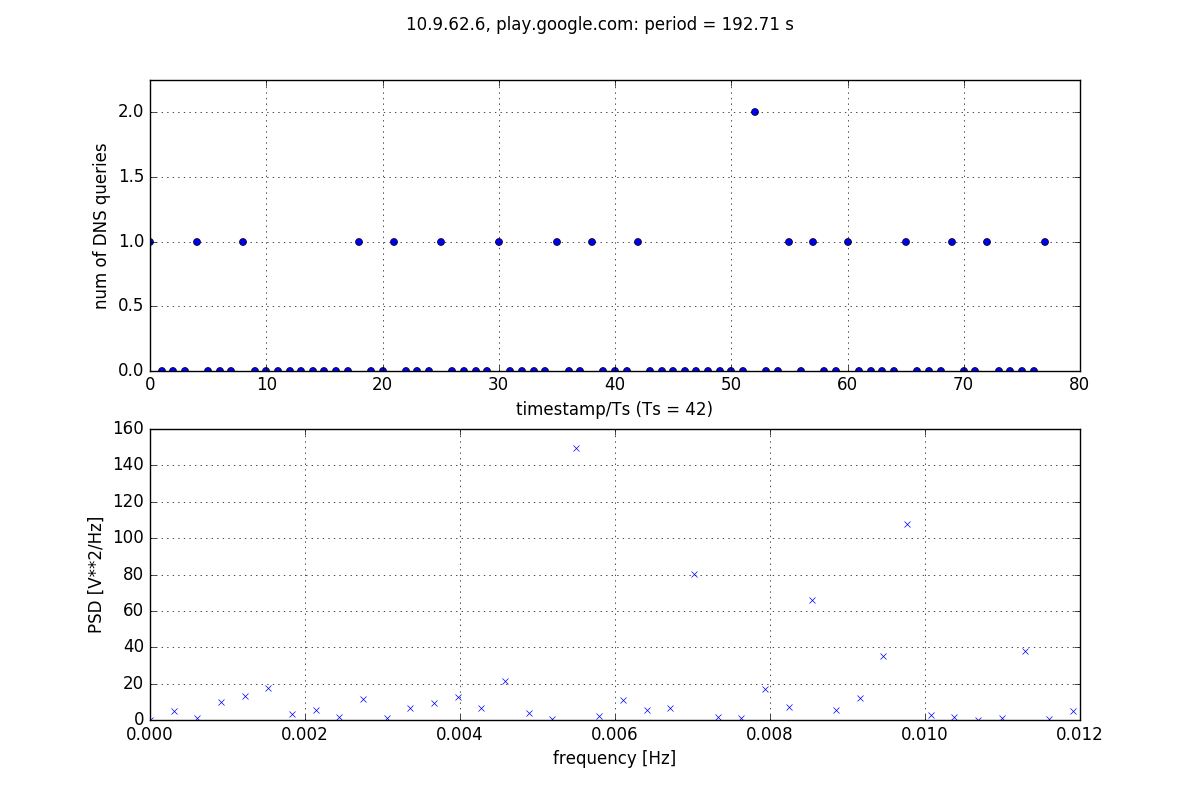 10.9.62.6, play.google.com: period = 192.71 s
2.0
1.5
1.0
0.5
0.0
num of DNS queries
0 10 20 30 40 50 60 70 80
timestamp/Ts (Ts = 42)
160
140
120
100
80
60
40
20
0
PSD [V**2/Hz]
0.000 0.002 0.004 0.006 0.008 0.010 0.012
frequency [Hz]